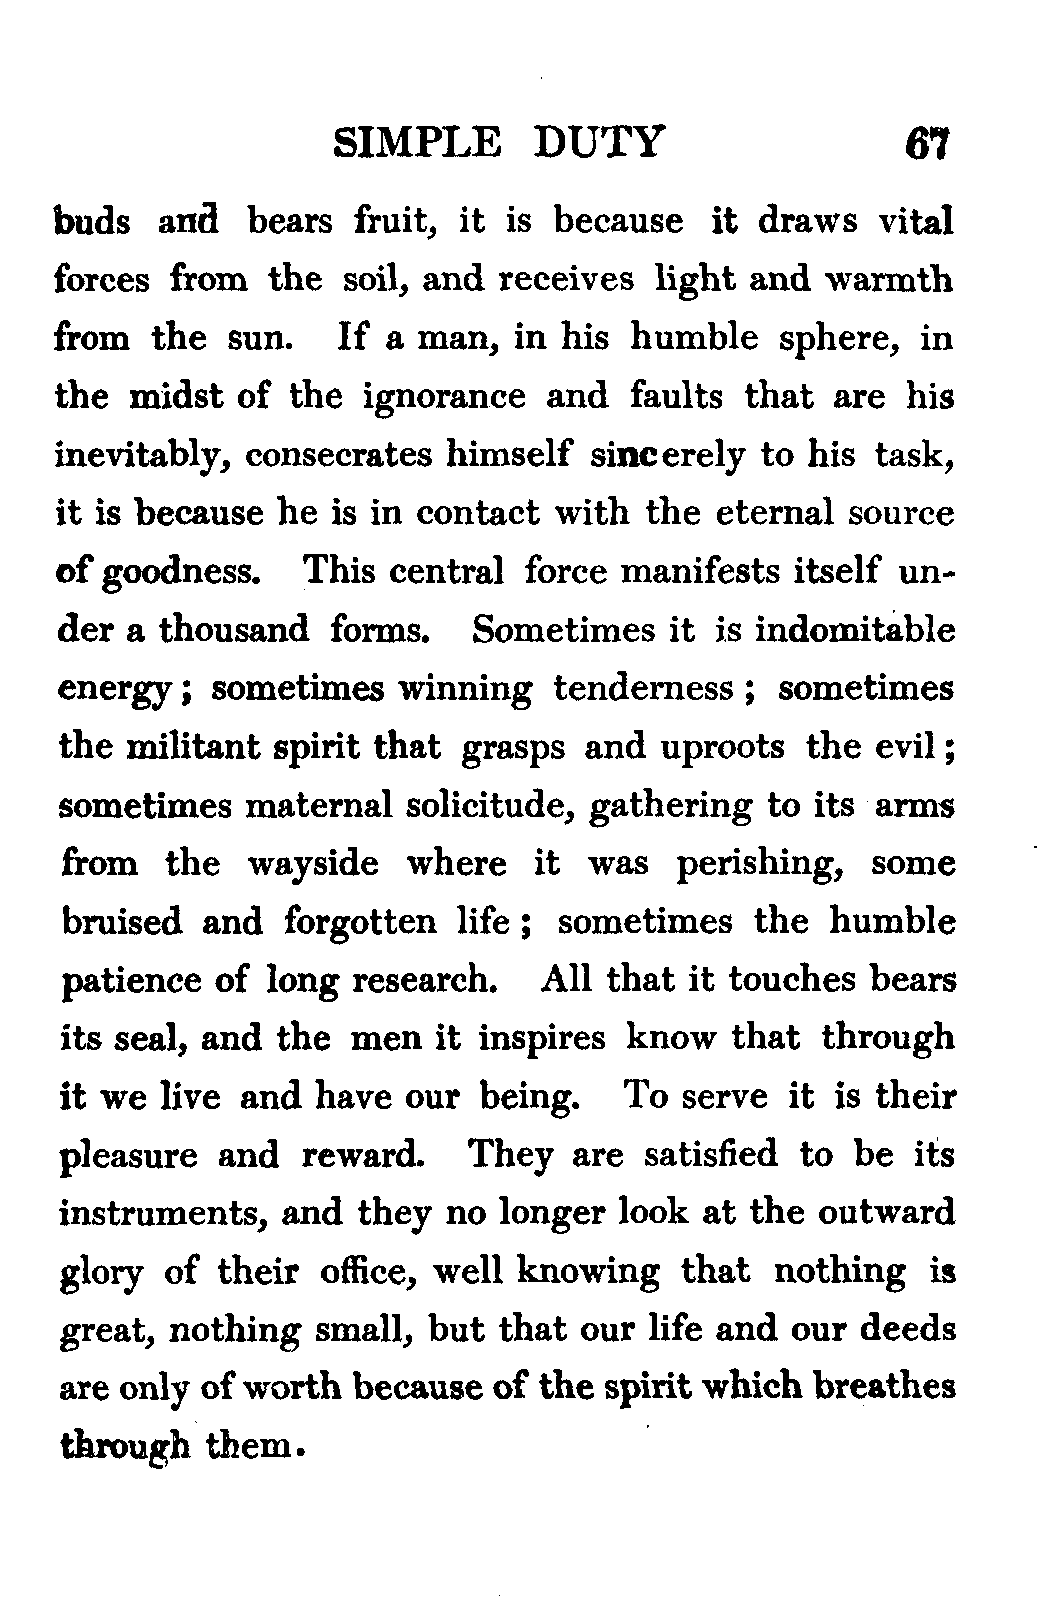 SIMPLE DUTY 67
buds and bears fruit, it is because it draws vital
forces from the soil, and receives light and warmth
from the sun. If a man, in his humble sphere, in
the midst of the ignorance and faults that are his
inevitably, consecrates himself sincerely to his task,
it is because he is in contact with the eternal source
of goodness. This central force manifests itself un-
der a thousand forms. Sometimes it is indomitable
energy; sometimes winning tenderness; sometimes
the militant spirit that grasps and uproots the evil;
sometimes maternal solicitude, gathering to its arms
from the wayside where it was perishing, some
bruised and forgotten life; sometimes the humble
patience of long research. All that it touches bears
its seal, and the men it inspires know that through
it we live and have our being. To serve it is their
pleasure and reward. They are satisfied to be its
instruments, and they no longer look at the outward
glory of their office, well knowing that nothing is
great, nothing small, but that our life and our deeds
are only of worth because of the spirit which breathes
through them.